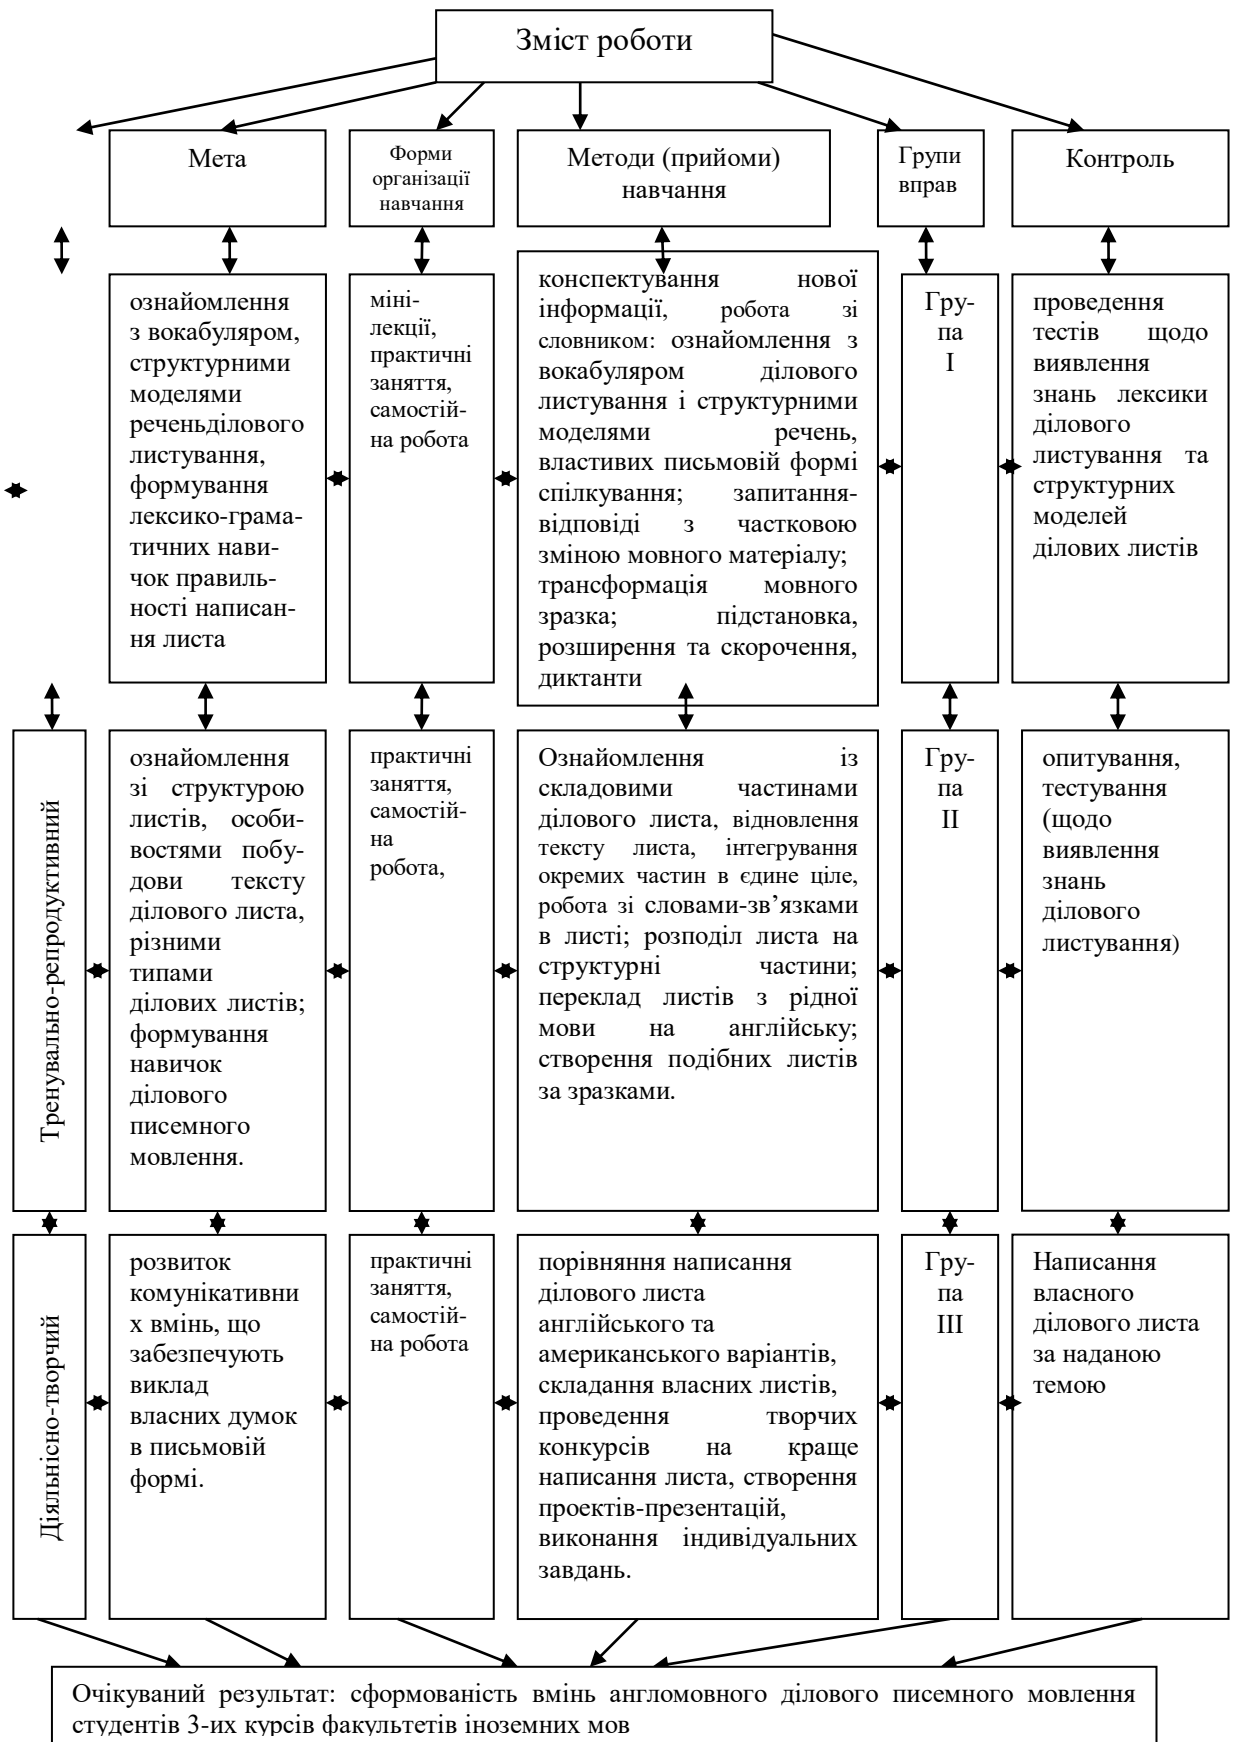 Зміст роботи
Мета
Форми
організації
навчання
Методи (прийоми)
навчання
Групи
вправ
Контроль
ознайомлення
з вокабуляром,
структурними
моделями
реченьділового
листування,
формування
лексико-грама-
тичних нави-
чок правиль-
ності написан-
ня листа
міні-
лекції,
практичні
заняття,
самостій-
на робота
конспектування нової
інформації, робота зі
словником: ознайомлення з
вокабуляром ділового
листування і структурними
моделями речень,
властивих письмовій формі
спілкування; запитання-
відповіді з частковою
зміною мовного матеріалу;
трансформація мовного
зразка; підстановка,
розширення та скорочення,
диктанти
Гру-
па
І
проведення
тестів щодо
виявлення
знань лексики
ділового
листування та
структурних
моделей
ділових листів
Тренувально-репродуктивний
ознайомлення
зі структурою
листів, особи-
востями побу-
дови тексту
ділового листа,
різними
типами
ділових листів;
формування
навичок
ділового
писемного
мовлення.
практичні
заняття,
самостій-
на
робота,
Ознайомлення із
складовими частинами
ділового листа, відновлення
тексту листа, інтегрування
окремих частин в єдине ціле,
робота зі словами-зв’язками
в листі; розподіл листа на
структурні частини;
переклад листів з рідної
мови на англійську;
створення подібних листів
за зразками.
Гру-
па
ІІ
опитування,
тестування
(щодо
виявлення
знань
ділового
листування)
Діяльнісно-творчий
розвиток
комунікативни
х вмінь, що
забезпечують
виклад
власних думок
в письмовій
формі.
практичні
заняття,
самостій-
на робота
порівняння написання
ділового листа
англійського та
американського варіантів,
складання власних листів,
проведення творчих
конкурсів на краще
написання листа, створення
проектів-презентацій,
виконання індивідуальних
завдань.
Гру-
па
ІІІ
Написання
власного
ділового листа
за наданою
темою
Очікуваний результат: сформованість вмінь англомовного ділового писемного мовлення
студентів 3-их курсів факультетів іноземних мов